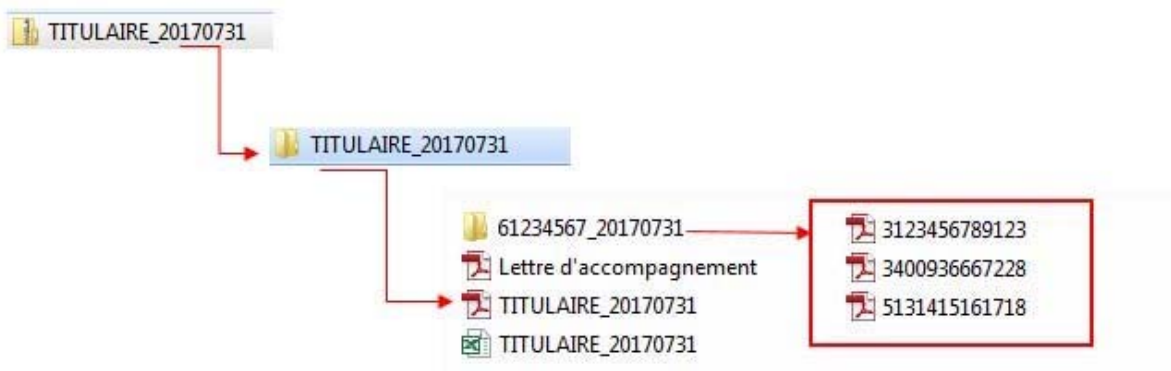 TITULAIRE_20170731
TITULAIRE_20170731
61234567_20170731
Lettre d'accompagnement
TITULAIRE_20170731
TITULAIRE_20170731
3123456789123
3400936667228
5131415161718